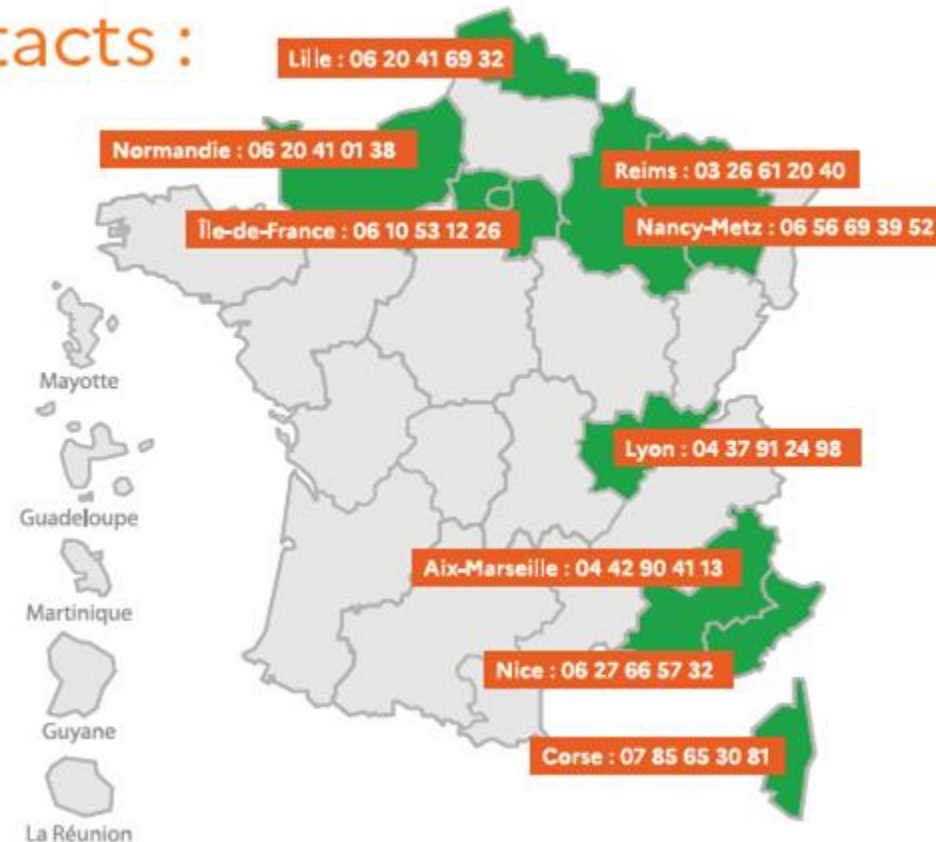 tacts :
Lille : 06 20 41 69 32
Normandie : 06 20 41 01 38
Reims : 03 26 61 20 40
Île-de-France : 06 10 53 12 26
Nancy-Metz : 06 56 69 39 52
Mayotte
Lyon : 04 37 91 24 98
Guadeloupe
Aix-Marseille : 04 42 90 41 13
Martinique
Nice : 06 27 66 57 32
Guyane
Corse : 07 85 65 30 81
La Réunion